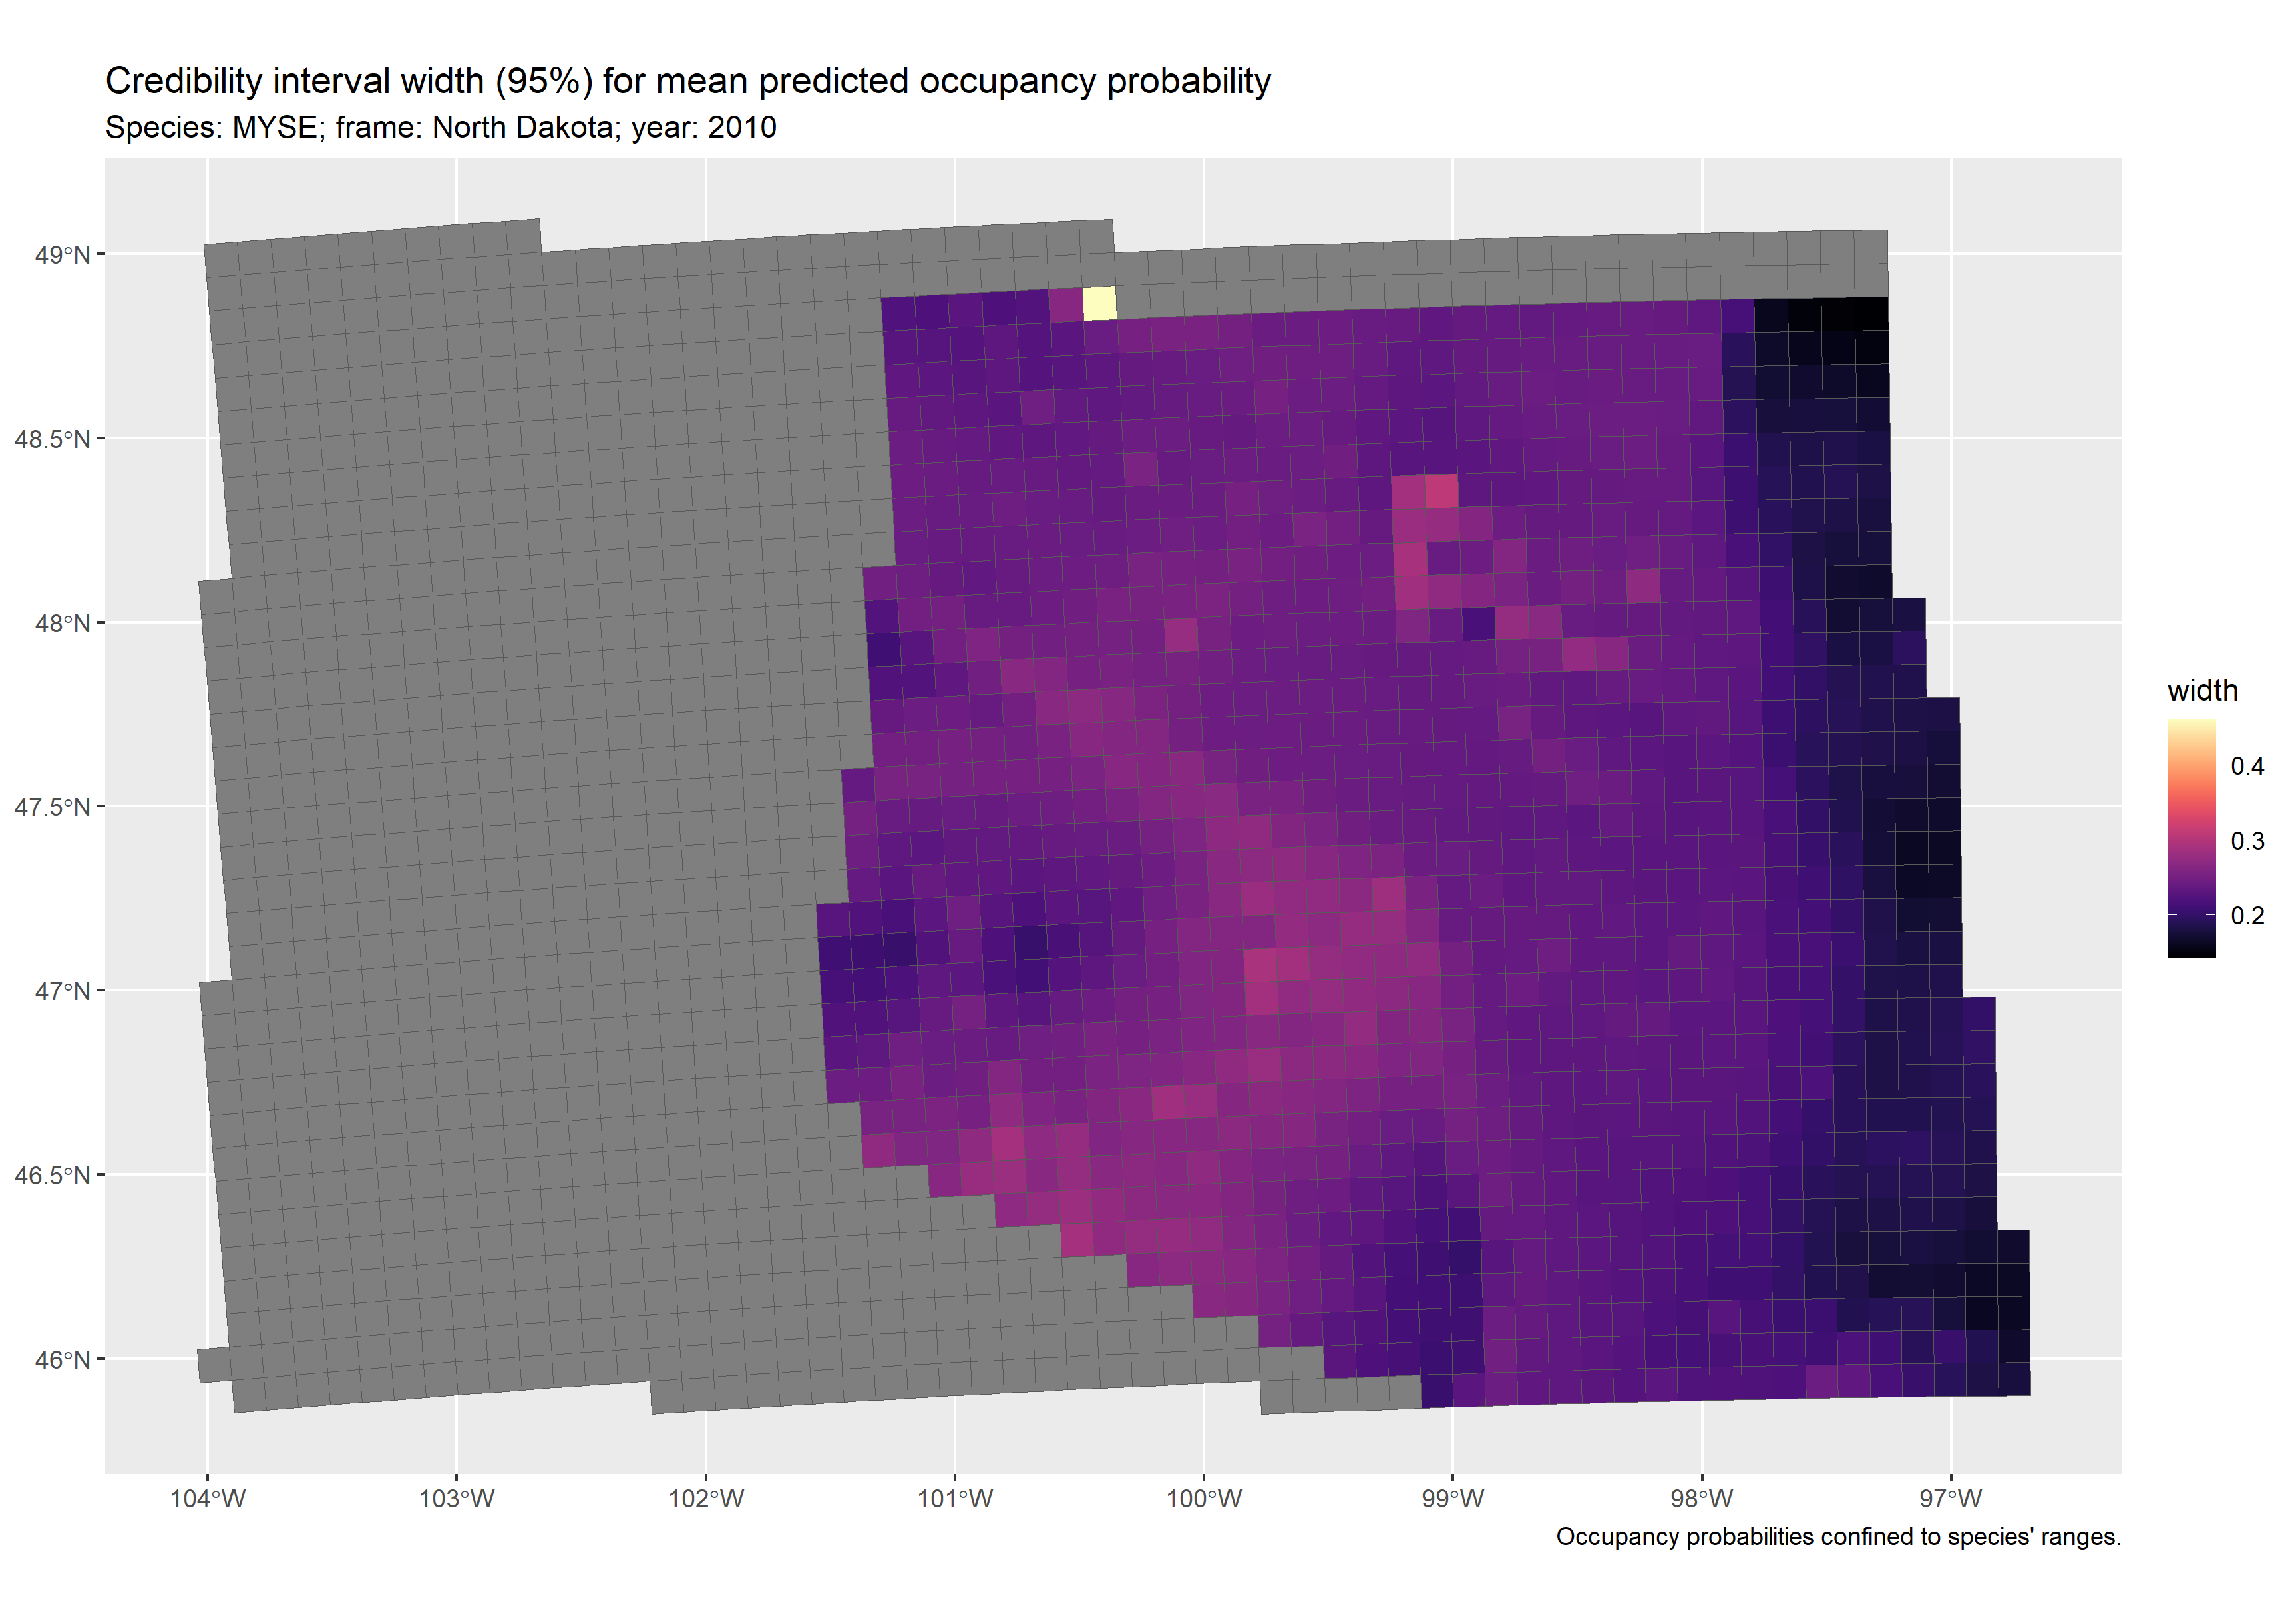 Credibility interval width (95%) for mean predicted occupancy probability
Species: MYSE; frame: North Dakota; year: 2010
49°N
48.5°N
48°N
47.5°N
47°N
46.5°N
46°N
104°W
103°W
102°W
101°W
100°W
99°W
98°W
97°W
width
0.4
0.3
0.2
Occupancy probabilities confined to species' ranges.